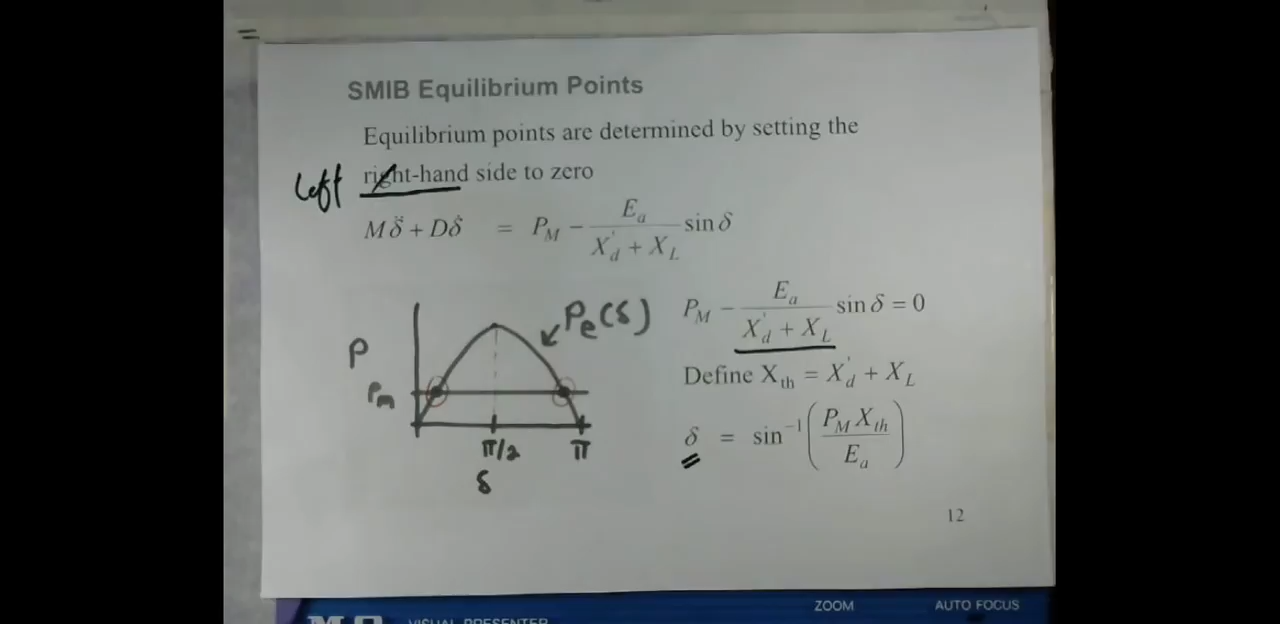 SMIB Equilibrium Points
Equilibrium points are determined by setting the
left right-hand side to zero
Mδ̈ + Dδ̇ = P_M − E_a / (X'_d + X_L) sin δ
P_M − E_a / (X'_d + X_L) sin δ = 0
Define X_th = X'_d + X_L
δ = sin⁻¹ (P_M X_th / E_a)
Pe(δ)
P
Pm
π/2 π
δ
12
ZOOM AUTO FOCUS
VISUAL PRESENTER